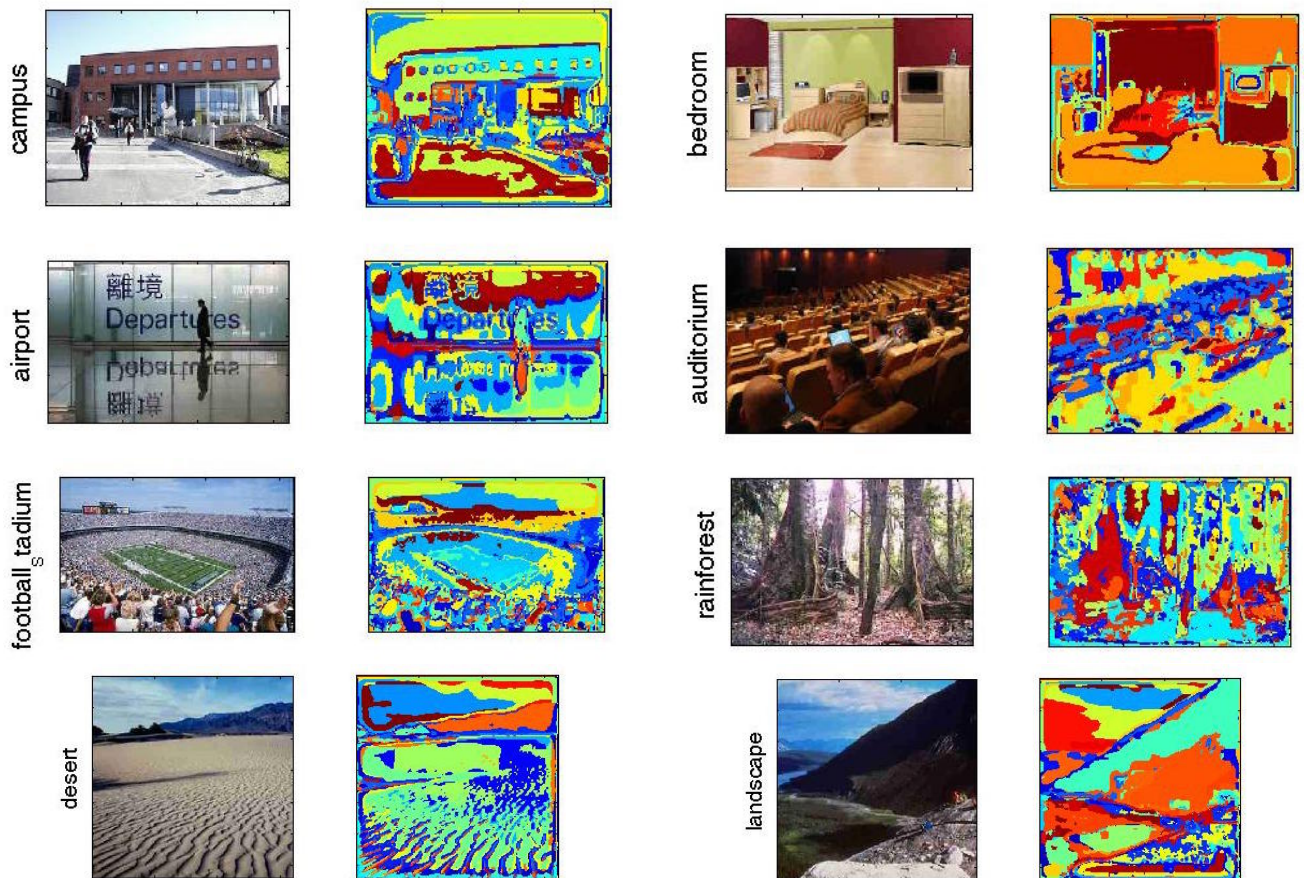 campus
bedroom
離境
Departures
airport
auditorium
football_stadium
rainforest
desert
landscape